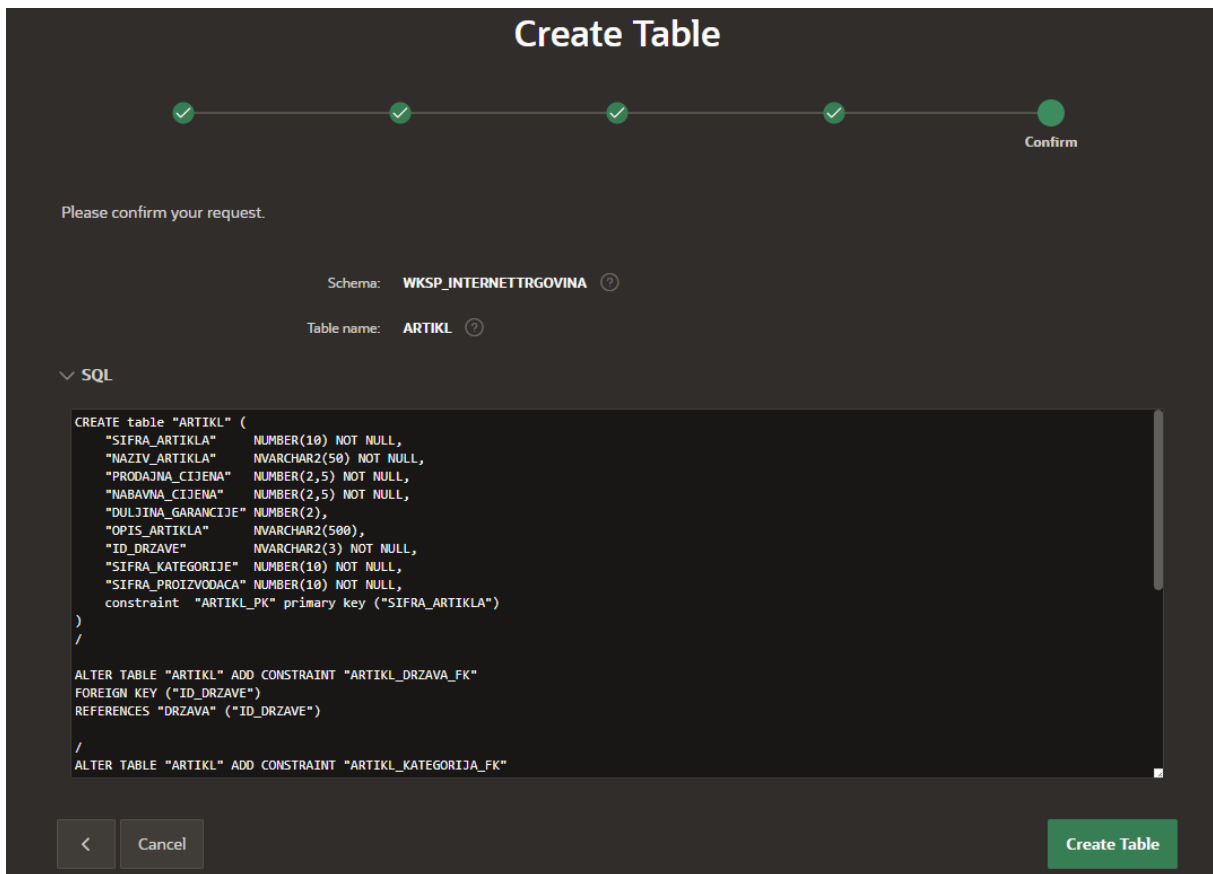 Create Table
Confirm
Please confirm your request.
Schema: WKSP_INTERNETTRGOVINA ?
Table name: ARTIKL ?
SQL
CREATE table "ARTIKL" (
    "SIFRA_ARTIKLA"     NUMBER(10) NOT NULL,
    "NAZIV_ARTIKLA"     NVARCHAR2(50) NOT NULL,
    "PRODAJNA_CIJENA"   NUMBER(2,5) NOT NULL,
    "NABAVNA_CIJENA"    NUMBER(2,5) NOT NULL,
    "DULJINA_GARANCIJE" NUMBER(2),
    "OPIS_ARTIKLA"      NVARCHAR2(500),
    "ID_DRZAVE"         NVARCHAR2(3) NOT NULL,
    "SIFRA_KATEGORIJE"  NUMBER(10) NOT NULL,
    "SIFRA_PROIZVODACA" NUMBER(10) NOT NULL,
    constraint  "ARTIKL_PK" primary key ("SIFRA_ARTIKLA")
)
/
ALTER TABLE "ARTIKL" ADD CONSTRAINT "ARTIKL_DRZAVA_FK"
FOREIGN KEY ("ID_DRZAVE")
REFERENCES "DRZAVA" ("ID_DRZAVE")
/
ALTER TABLE "ARTIKL" ADD CONSTRAINT "ARTIKL_KATEGORIJA_FK"
Cancel
Create Table